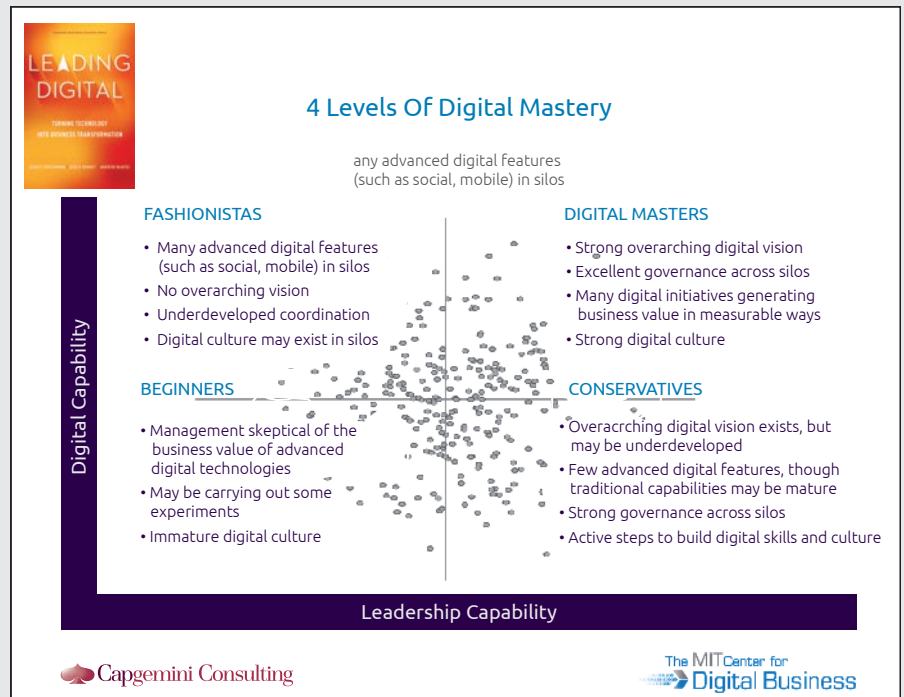 LEADING
DIGITAL
TURNING TECHNOLOGY
INTO BUSINESS TRANSFORMATION
4 Levels Of Digital Mastery
any advanced digital features
(such as social, mobile) in silos
FASHIONISTAS
• Many advanced digital features
(such as social, mobile) in silos
• No overarching vision
• Underdeveloped coordination
• Digital culture may exist in silos
DIGITAL MASTERS
• Strong overarching digital vision
• Excellent governance across silos
• Many digital initiatives generating
business value in measurable ways
• Strong digital culture
BEGINNERS
• Management skeptical of the
business value of advanced
digital technologies
• May be carrying out some
experiments
• Immature digital culture
CONSERVATIVES
• Overacrching digital vision exists, but
may be underdeveloped
• Few advanced digital features, though
traditional capabilities may be mature
• Strong governance across silos
• Active steps to build digital skills and culture
Digital Capability
Leadership Capability
Capgemini Consulting
The MIT Center for
Digital Business